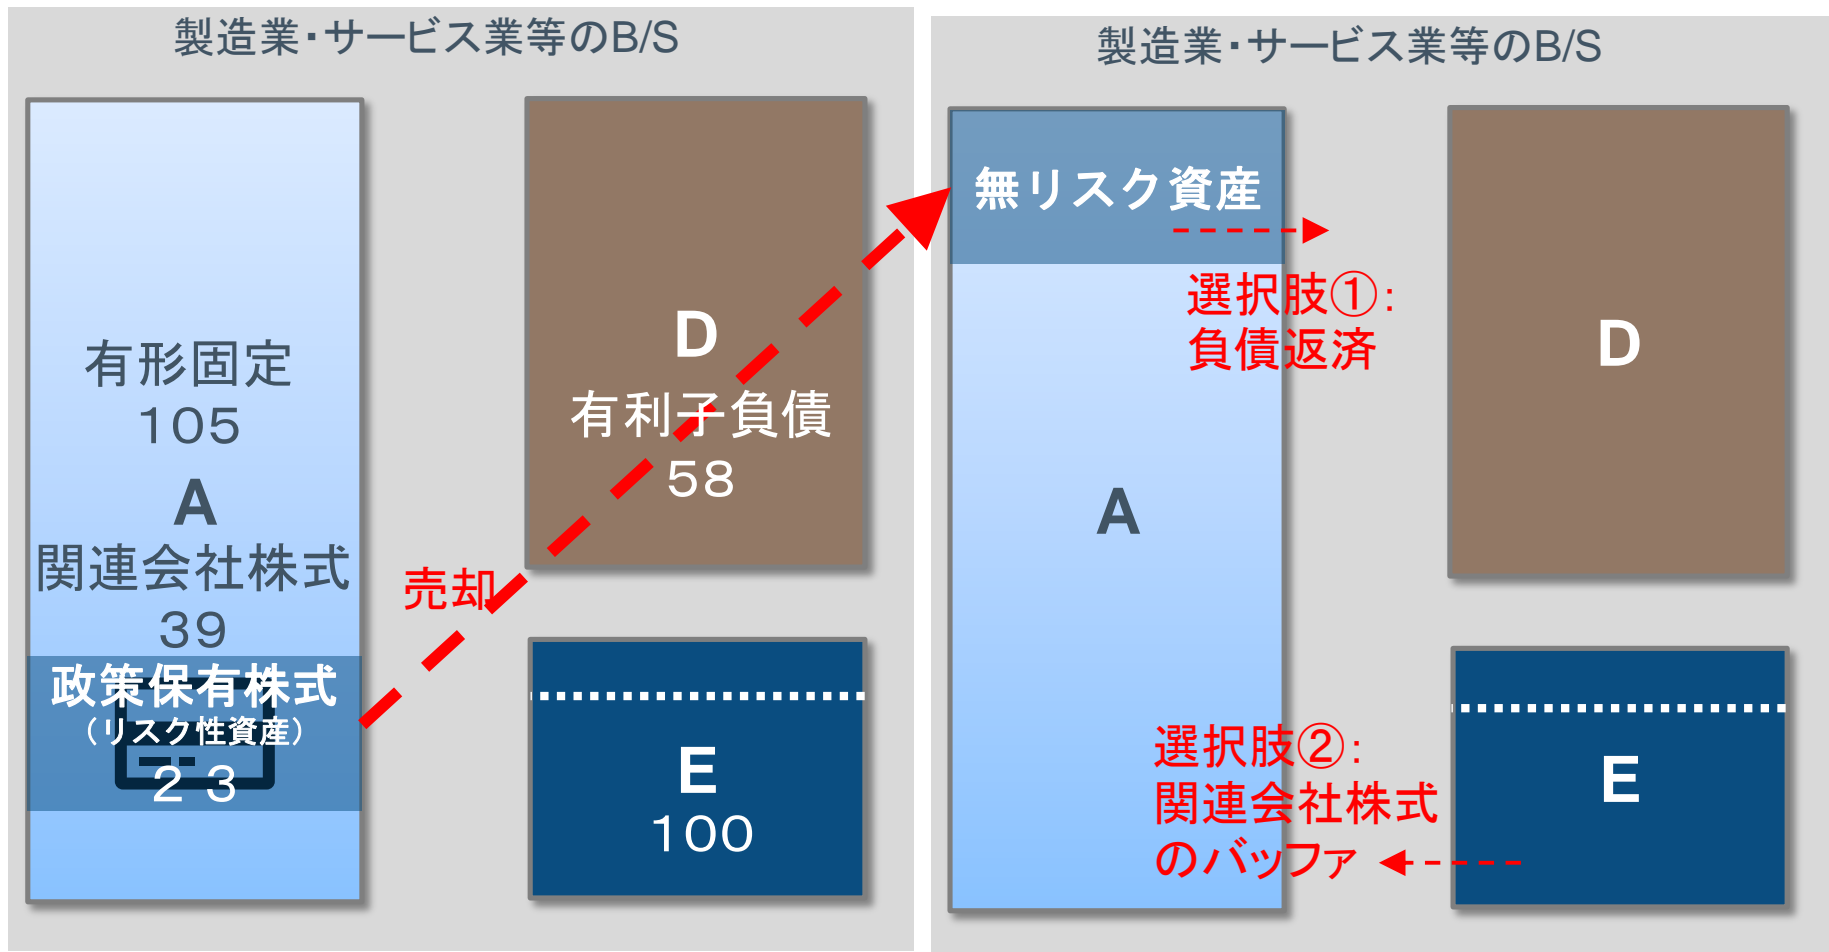 製造業・サービス業等のB/S
有形固定
105
A
関連会社株式
39
政策保有株式
（リスク性資産）
23
D
有利子負債
58
売却
E
100
製造業・サービス業等のB/S
無リスク資産
選択肢①：
負債返済
A
D
選択肢②：
関連会社株式
のバッファ
E